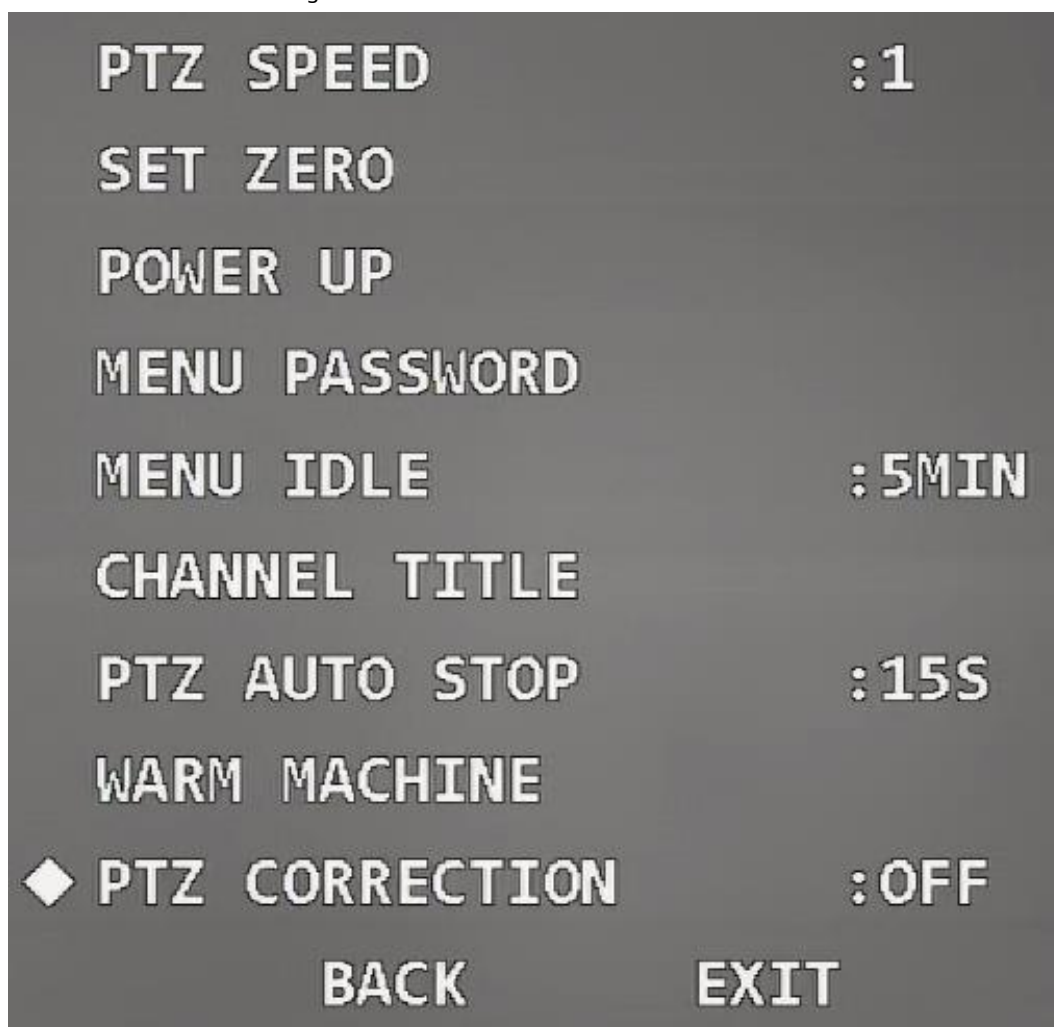 PTZ SPEED :1
SET ZERO
POWER UP
MENU PASSWORD
MENU IDLE :5MIN
CHANNEL TITLE
PTZ AUTO STOP :15S
WARM MACHINE
PTZ CORRECTION :OFF
BACK EXIT